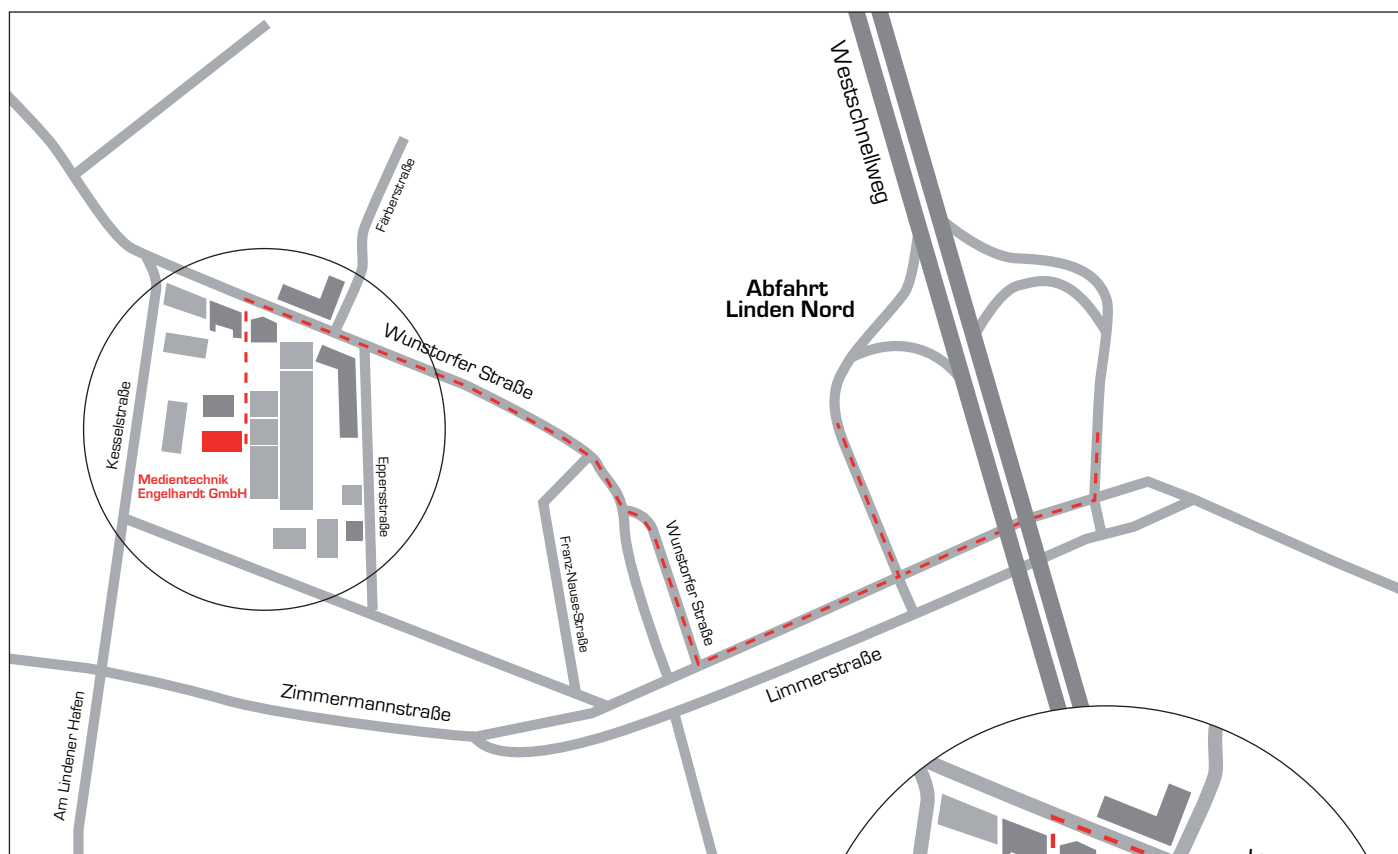 Westschnellweg
Färberstraße
Abfahrt
Linden Nord
Wunstorfer Straße
Kesselstraße
Medientechnik
Engelhardt GmbH
Eppersstraße
Franz-Nause-Straße
Wunstorfer Straße
Limmerstraße
Zimmermannstraße
Am Lindener Hafen